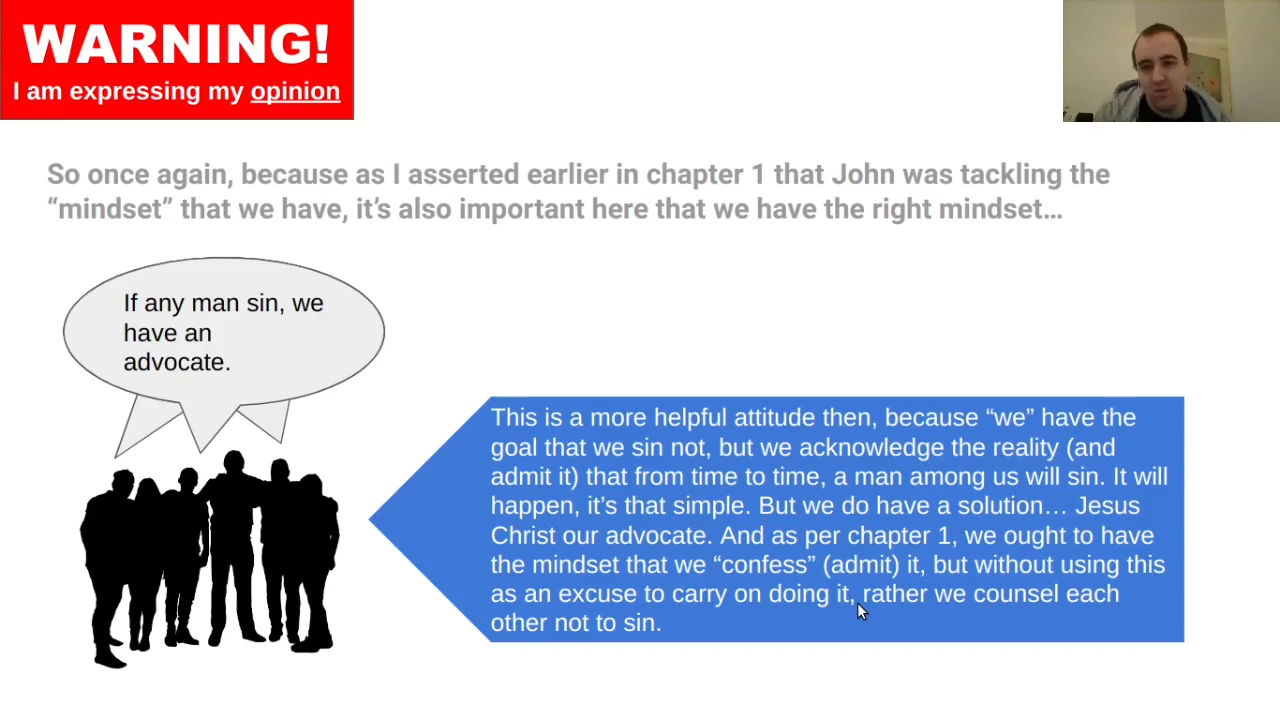 WARNING!
I am expressing my opinion
So once again, because as I asserted earlier in chapter 1 that John was tackling the
“mindset” that we have, it’s also important here that we have the right mindset…
If any man sin, we
have an
advocate.
This is a more helpful attitude then, because “we” have the
goal that we sin not, but we acknowledge the reality (and
admit it) that from time to time, a man among us will sin. It will
happen, it’s that simple. But we do have a solution… Jesus
Christ our advocate. And as per chapter 1, we ought to have
the mindset that we “confess” (admit) it, but without using this
as an excuse to carry on doing it, rather we counsel each
other not to sin.